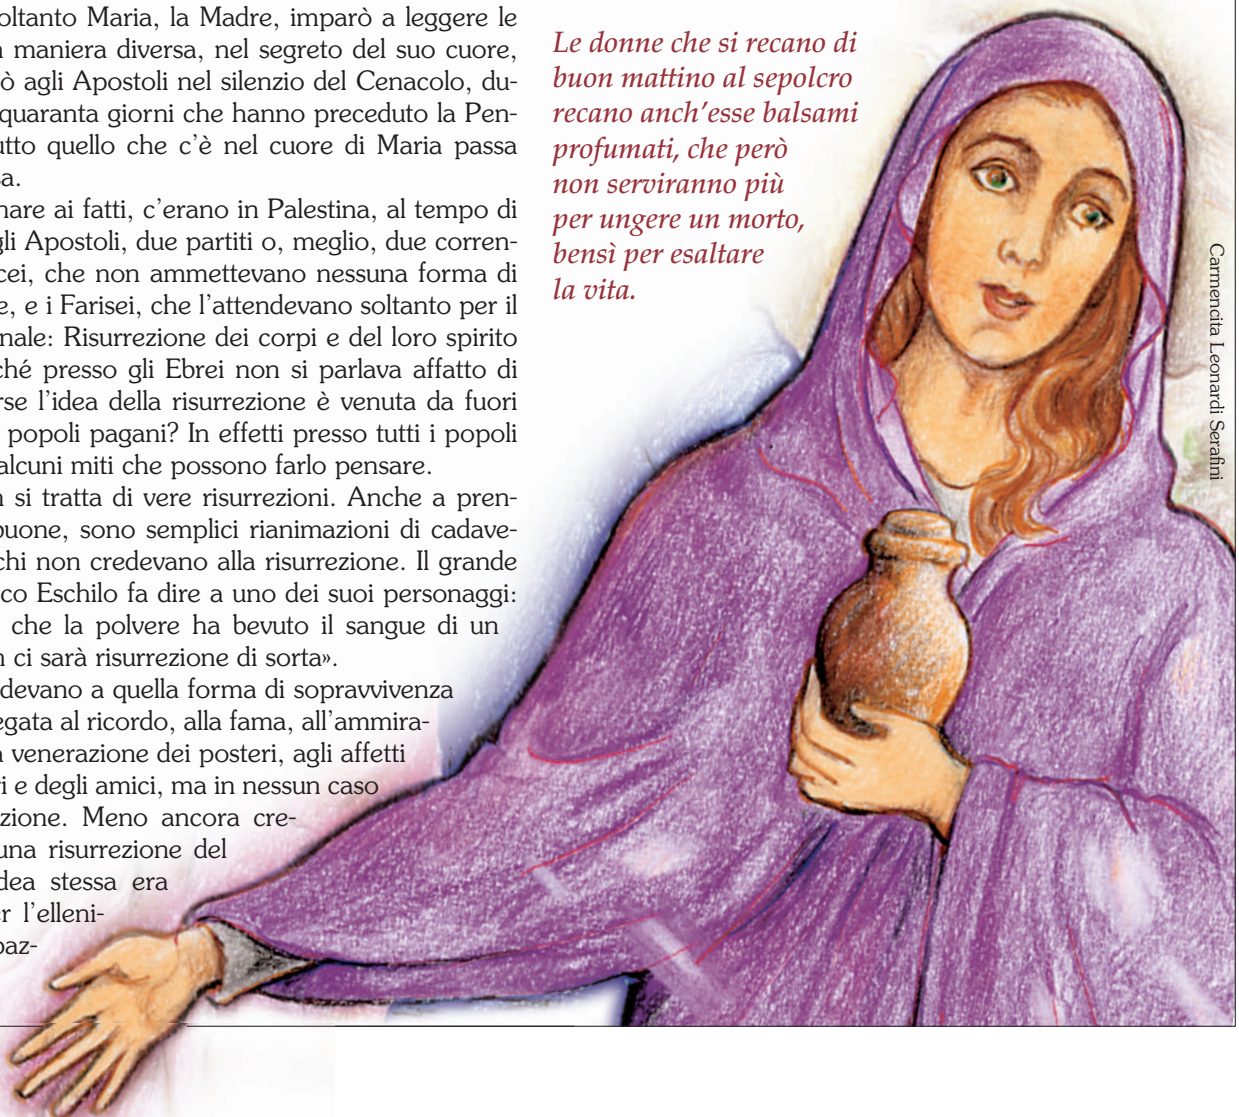 oltanto Maria, la Madre, imparò a leggere le
maniera diversa, nel segreto del suo cuore,
ò agli Apostoli nel silenzio del Cenacolo, du-
quaranta giorni che hanno preceduto la Pen-
utto quello che c'è nel cuore di Maria passa
sa.
nare ai fatti, c'erano in Palestina, al tempo di
gli Apostoli, due partiti o, meglio, due corren-
cei, che non ammettevano nessuna forma di
e, e i Farisei, che l'attendevano soltanto per il
nale: Risurrezione dei corpi e del loro spirito
ché presso gli Ebrei non si parlava affatto di
rse l'idea della risurrezione è venuta da fuori
popoli pagani? In effetti presso tutti i popoli
alcuni miti che possono farlo pensare.
n si tratta di vere risurrezioni. Anche a pren-
buone, sono semplici rianimazioni di cadave-
chi non credevano alla risurrezione. Il grande
co Eschilo fa dire a uno dei suoi personaggi:
che la polvere ha bevuto il sangue di un
n ci sarà risurrezione di sorta».
devano a quella forma di sopravvivenza
egata al ricordo, alla fama, all'ammira-
a venerazione dei posteri, agli affetti
ri e degli amici, ma in nessun caso
zione. Meno ancora cre-
una risurrezione del
dea stessa era
er l'elleni-
paz-
Le donne che si recano di
buon mattino al sepolcro
recano anch'esse balsami
profumati, che però
non serviranno più
per ungere un morto,
bensì per esaltare
la vita.
Carmencita Leonardi Serafini